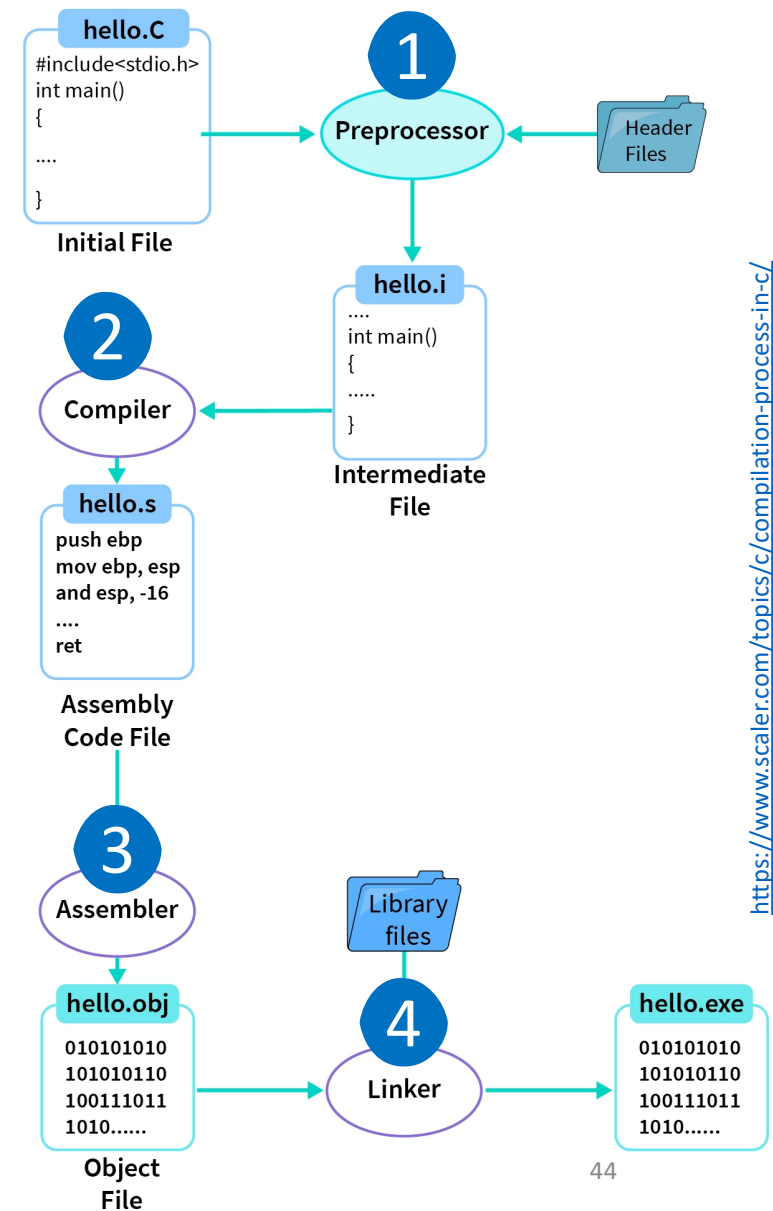 hello.C
#include<stdio.h>
int main()
{
....
}
Initial File
1
Preprocessor
Header
Files
hello.i
....
int main()
{
.....
}
Intermediate
File
2
Compiler
hello.s
push ebp
mov ebp, esp
and esp, -16
....
ret
Assembly
Code File
3
Assembler
hello.obj
010101010
101010110
100111011
1010......
Object
File
Library
files
4
Linker
hello.exe
010101010
101010110
100111011
1010......
44
https://www.scaler.com/topics/c/compilation-process-in-c/